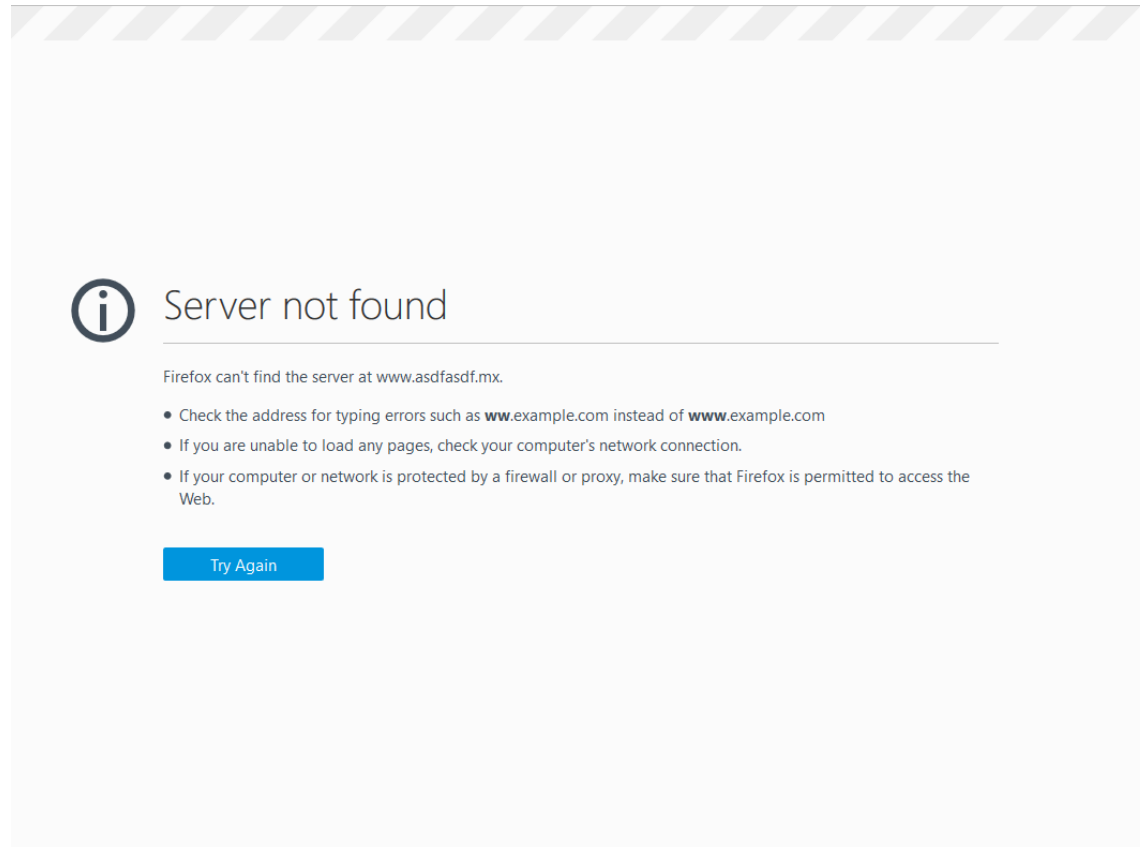 Server not found
Firefox can't find the server at www.asdfasdf.mx.
Check the address for typing errors such as ww.example.com instead of www.example.com
If you are unable to load any pages, check your computer's network connection.
If your computer or network is protected by a firewall or proxy, make sure that Firefox is permitted to access the
Web.
Try Again